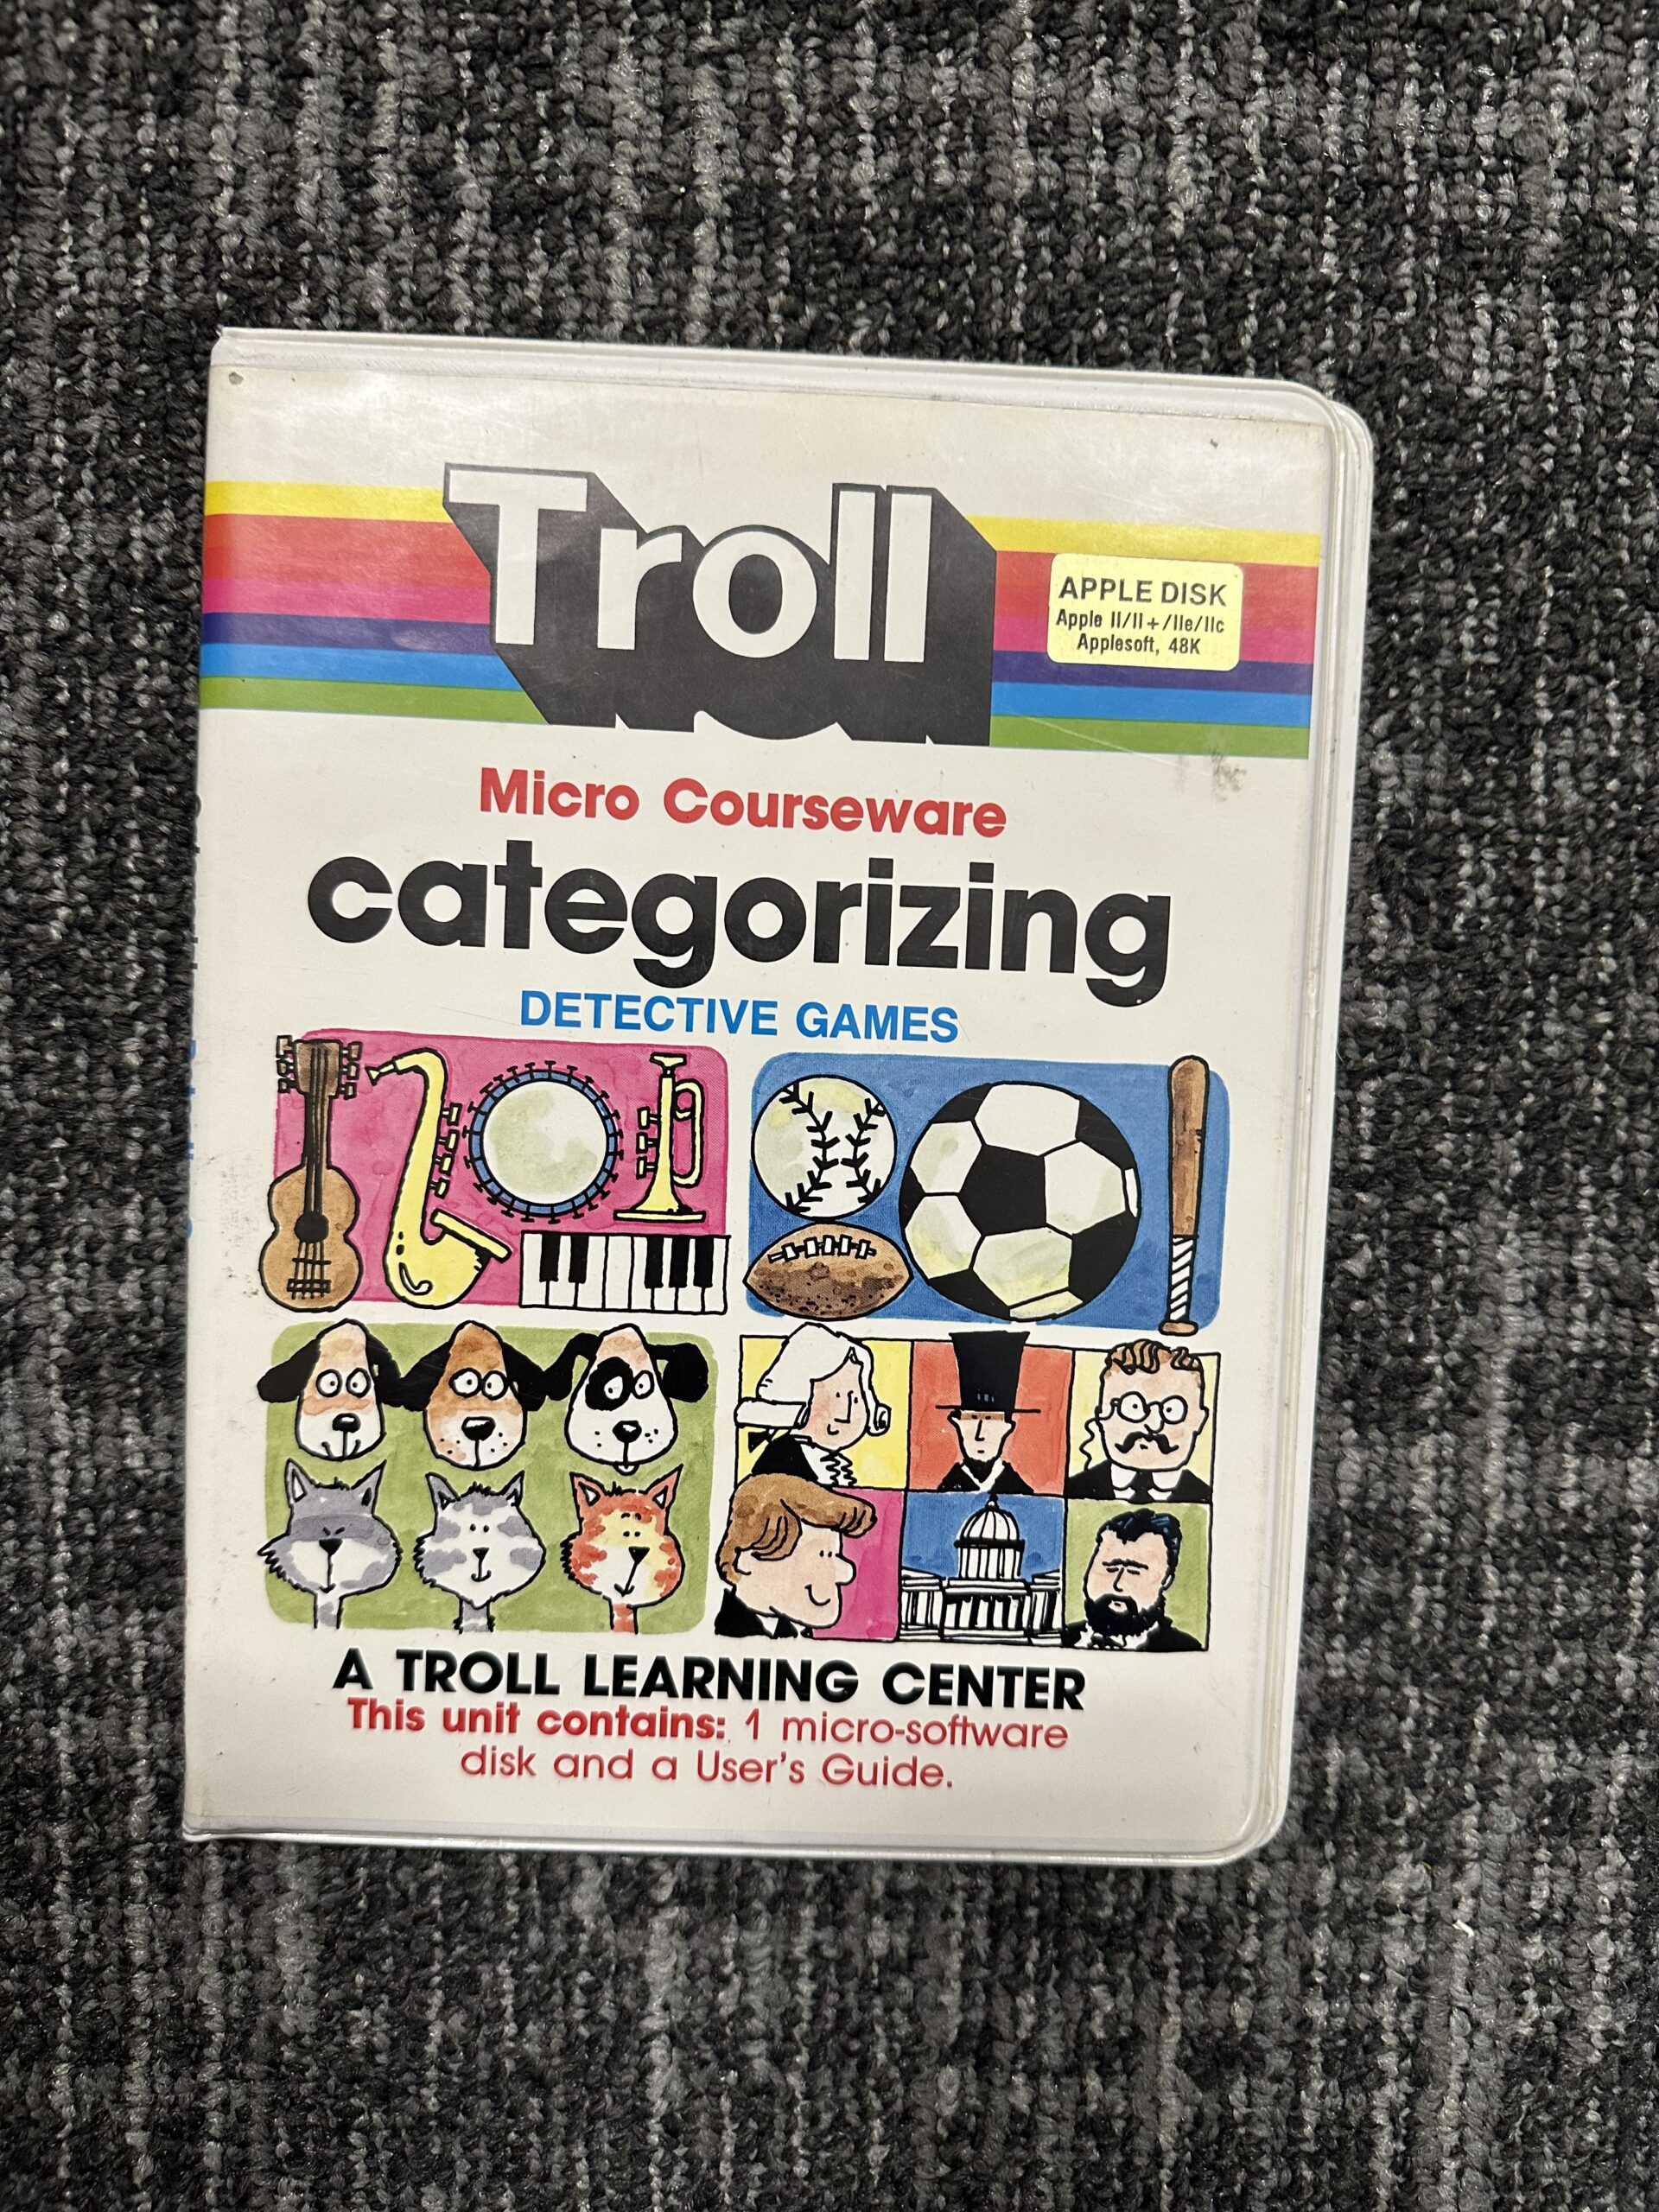 Troll
APPLE DISK
Apple II/II+/IIe/IIc
Applesoft, 48K
Micro Courseware
categorizing
DETECTIVE GAMES
A TROLL LEARNING CENTER
This unit contains: 1 micro-software
disk and a User's Guide.